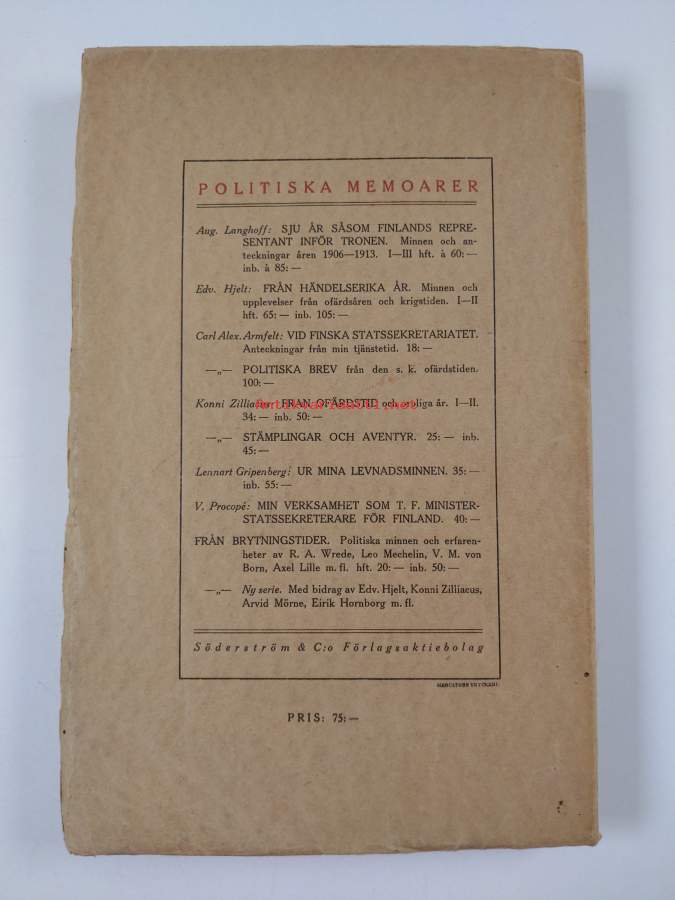 POLITISKA MEMOARER
Aug. Langhoff: SJU ÅR SÅSOM FINLANDS REPRE-
SENTANT INFÖR TRONEN. Minnen och an-
teckningar åren 1906—1913. I—III hft. à 60: —
inb. à 85: —
Edv. Hjelt: FRÅN HÄNDELSERIKA ÅR. Minnen och
upplevelser från ofärdsåren och krigstiden. I—II
hft. 65: — inb. 105: —
Carl Alex. Armfelt: VID FINSKA STATSSEKRETARIATET.
Anteckningar från min tjänstetid. 18: —
—„— POLITISKA BREV från den s. k. ofärdstiden.
100: —
Konni Zilliacus: FRÅN OFÄRDSTID och oroliga år. I—II.
34: — inb. 50: —
Antikvariaatti.net
—„— STÄMPLINGAR OCH AVENTYR. 25: — inb.
45: —
Lennart Gripenberg: UR MINA LEVNADSMINNEN. 35: —
inb. 55: —
V. Procopé: MIN VERKSAMHET SOM T. F. MINISTER-
STATSSEKRETERARE FÖR FINLAND. 40: —
FRÅN BRYTNINGSTIDER. Politiska minnen och erfaren-
heter av R. A. Wrede, Leo Mechelin, V. M. von
Born, Axel Lille m. fl. hft. 20: — inb. 50: —
—„— Ny serie. Med bidrag av Edv. Hjelt, Konni Zilliacus,
Arvid Mörne, Eirik Hornborg m. fl.
Söderström & C:o Förlagsaktiebolag
MERCATORS TRYCKERI
PRIS: 75: —